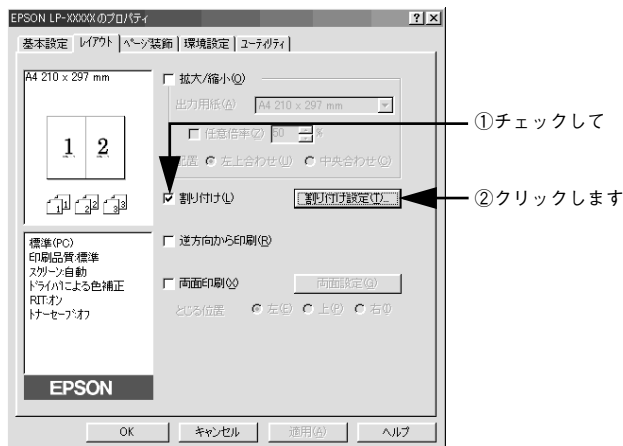 EPSON LP-XXXXXのプロパティ
基本設定 レイアウト ページ装飾 環境設定 ユーティリティ
A4 210 x 297 mm
1 2
1 1 2 2 3 3
標準(PC)
印刷品質:標準
スクリーン:自動
ドライバによる色補正
RIT:オン
トナーセーブ:オフ
EPSON
拡大/縮小(O)
出力用紙(A) A4 210 x 297 mm
任意倍率(Z) 50 %
配置 左上合わせ(U) 中央合わせ(C)
割り付け(L) 割り付け設定(T)...
逆方向から印刷(R)
両面印刷(X) 両面設定(G)
とじる位置 左(E) 上(P) 右(I)
①チェックして
②クリックします
OK キャンセル 適用(A) ヘルプ